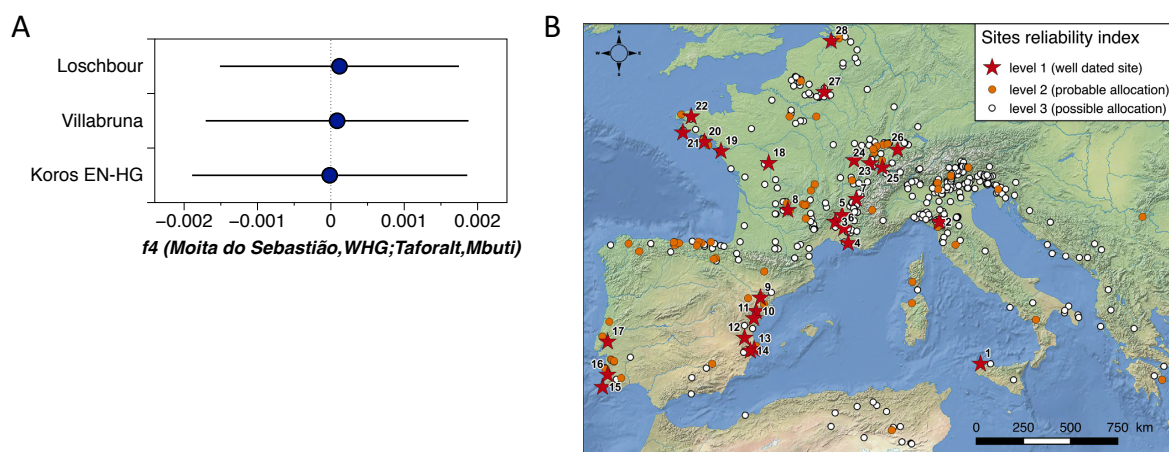 A
Loschbour
Villabruna
Koros EN-HG
−0.002 −0.001 0 0.001 0.002
f4 (Moita do Sebastião,WHG;Taforalt,Mbuti)
B
N
W E
S
Sites reliability index
level 1 (well dated site)
level 2 (probable allocation)
level 3 (possible allocation)
28
27
22
21
20
19
18
24
23
25
26
7
8
5
6
3
4
2
9
11
10
12
13
14
17
16
15
1
0 250 500 750
km